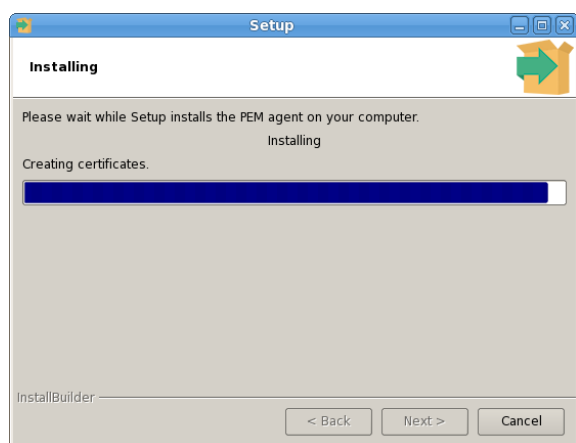 Setup
Installing
Please wait while Setup installs the PEM agent on your computer.
Installing
Creating certificates.
InstallBuilder
< Back Next > Cancel